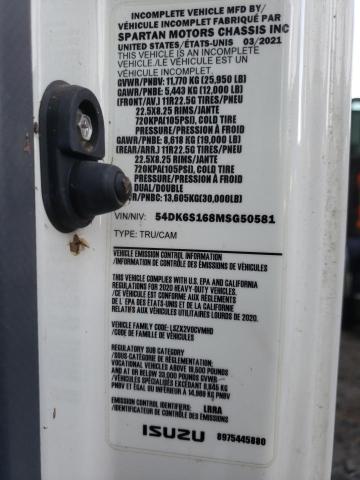 INCOMPLETE VEHICLE MFD BY/
VÉHICULE INCOMPLET FABRIQUÉ PAR
SPARTAN MOTORS CHASSIS INC
UNITED STATES/ÉTATS-UNIS 03/2021
THIS VEHICLE IS AN INCOMPLETE
VEHICLE./LE VÉHICULE EST UN
VÉHICULE INCOMPLET.
GVWR/PNBV: 11,770 KG (25,950 LB)
GAWR/PNBE: 5,443 KG (12,000 LB)
(FRONT/AV.) 11R22.5G TIRES/PNEU
22.5X8.25 RIMS/JANTE
720KPA(105PSI), COLD TIRE
PRESSURE/PRESSION À FROID
GAWR/PNBE: 8,618 KG (19,000 LB)
(REAR/ARR.) 11R22.5G TIRES/PNEU
22.5X8.25 RIMS/JANTE
720KPA(105PSI), COLD TIRE
PRESSURE/PRESSION À FROID
DUAL/DOUBLE
/PNBC: 13,605KG(30,000LB)
VIN/NIV: 54DK6S168MSG50581
TYPE: TRU/CAM
VEHICLE EMISSION CONTROL INFORMATION
/INFORMATION DE CONTRÔLE
D'ÉMISSIONS DE VÉHICULES
THIS VEHICLE COMPLIES WITH U.S. EPA AND CALIFORNIA
REGULATIONS FOR 2020 HEAVY-DUTY VEHICLES.
/CE VÉHICULE EST CONFORME AUX RÈGLEMENTS
DE L EPA DES ÉTATS-UNIS ET DE LA CALIFORNIE
RELATIFS AUX VÉHICULES UTILITAIRES LOURDS DE 2020.
VEHICLE FAMILY
/CODE DE FAMILLE DE VÉHICULES
REGULATORY SUB CATEGORY
/SOUS-CATÉGORIE DE RÉGLEMENTATION:
VOCATIONAL VEHICLES ABOVE 19,500 POUNDS
AND AT OR BELOW 33,000 POUNDS GVWR
/VÉHICULES SPÉCIALISÉS EXCÉDANT 8,845 KG
PNBV ET ÉGAL OU INFÉRIEUR À 14,969 KG PNBV
EMISSION CONTROL IDENTIFIER LRRA
/IDENTIFICATEUR DE CONTRÔLE DES ÉMISSIONS
ISUZU 8975445880